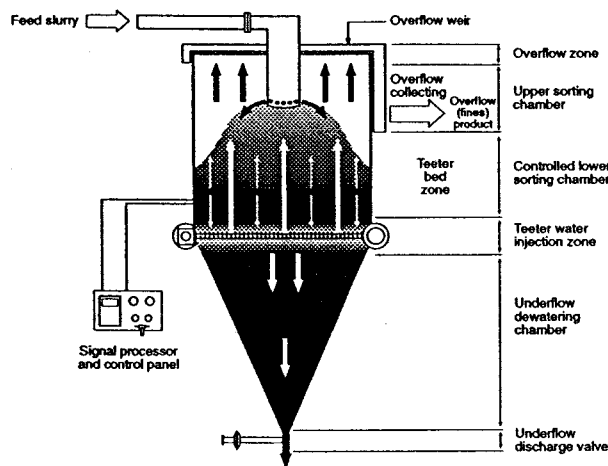 Feed slurry
Overflow weir
Overflow zone
Overflow
collecting
Overflow
(fines)
product
Upper sorting
chamber
Teeter
bed
zone
Controlled lower
sorting chamber
Teeter water
injection zone
Underflow
dewatering
chamber
Signal processor
and control panel
Underflow
discharge valve